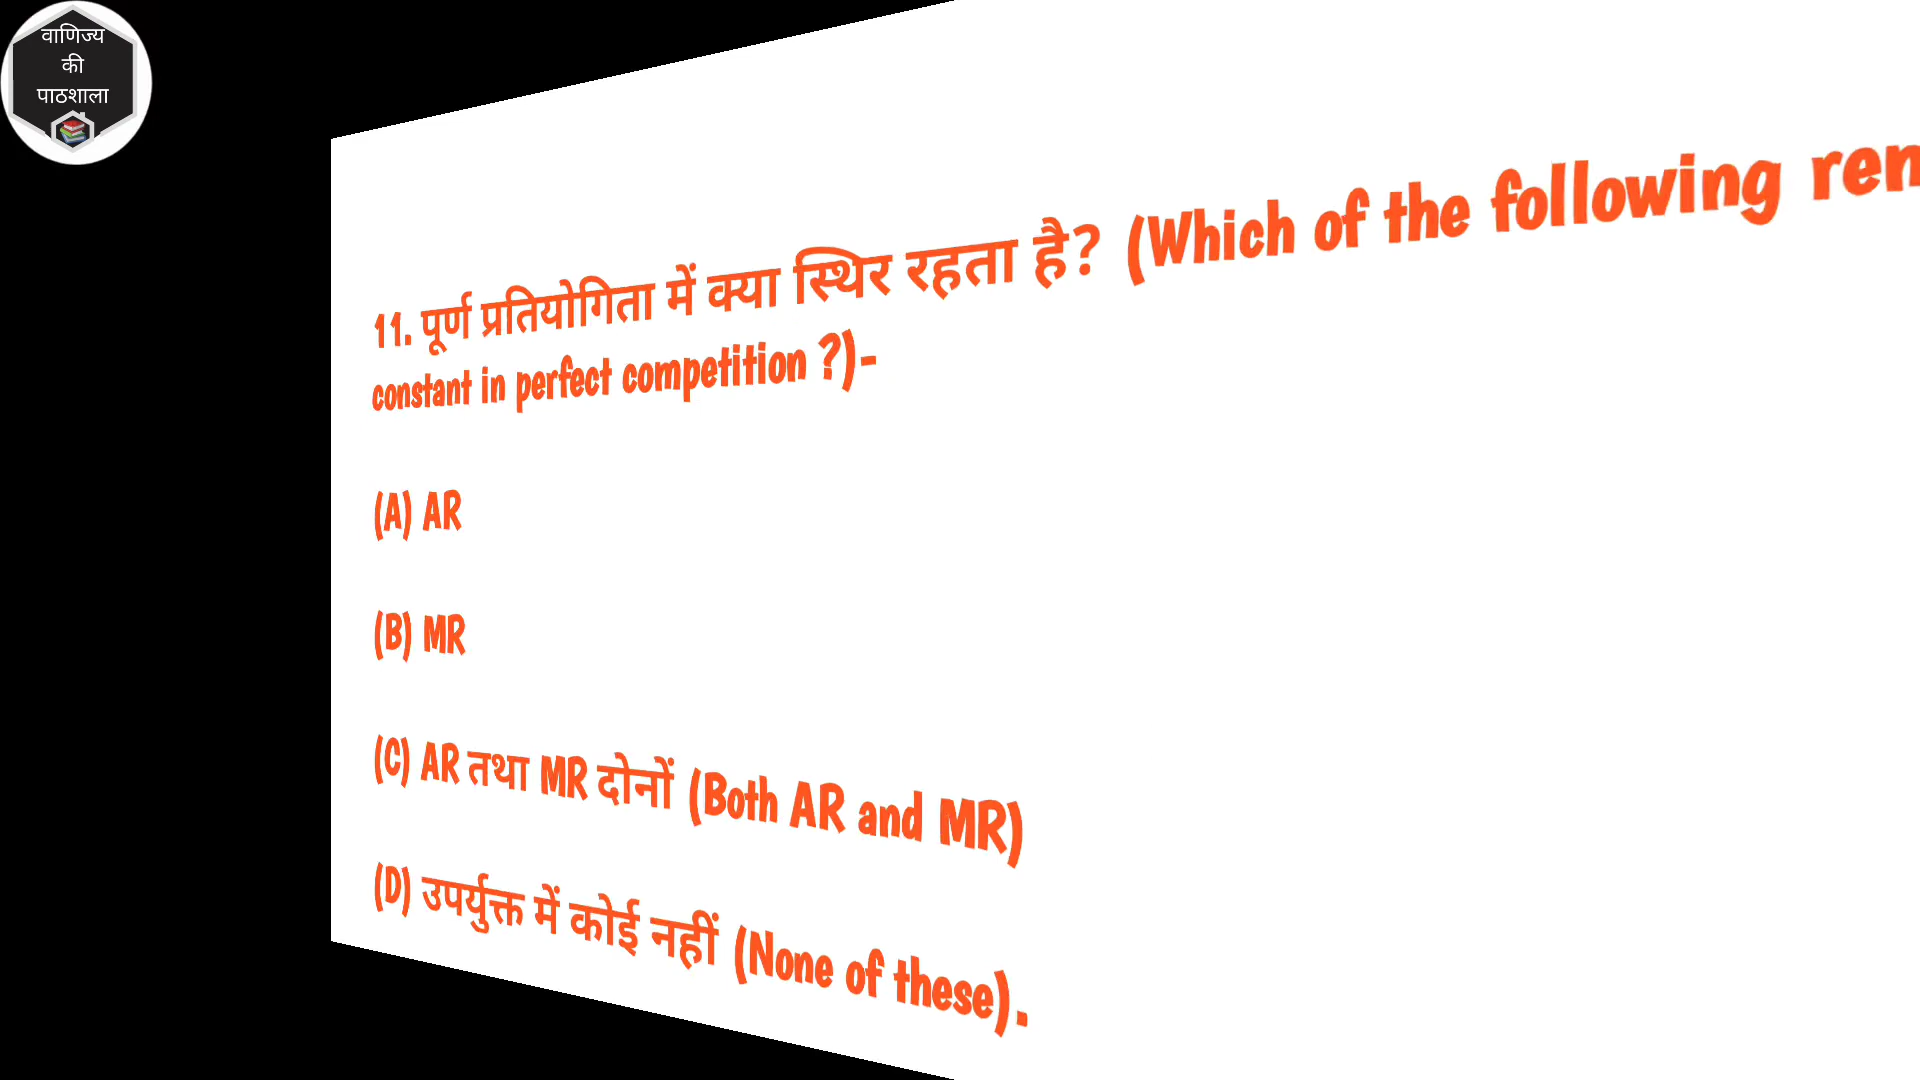 वाणिज्य
की
पाठशाला
11. पूर्ण प्रतियोगिता में क्या स्थिर रहता है? (Which of the following
constant in perfect competition ?)-
(A) AR
(B) MR
(C) AR तथा MR दोनों (Both AR and MR)
(D) उपर्युक्त में कोई नहीं (None of these).